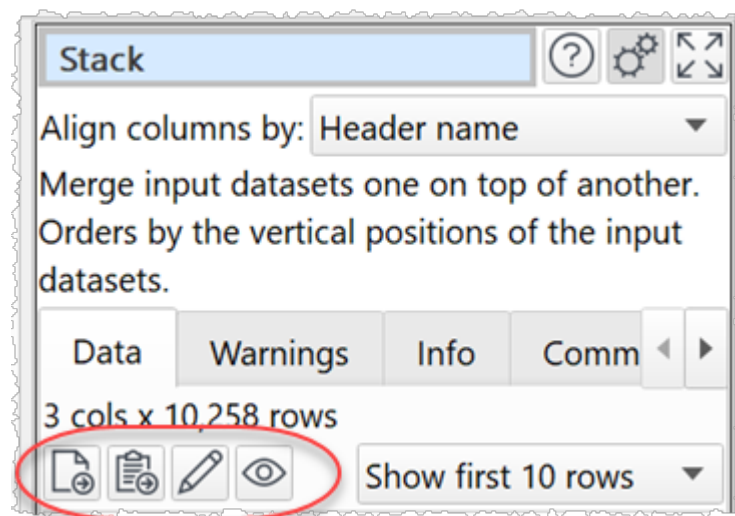 Stack
Align columns by: Header name
Merge input datasets one on top of another.
Orders by the vertical positions of the input
datasets.
Data Warnings Info Comm
3 cols x 10,258 rows
Show first 10 rows